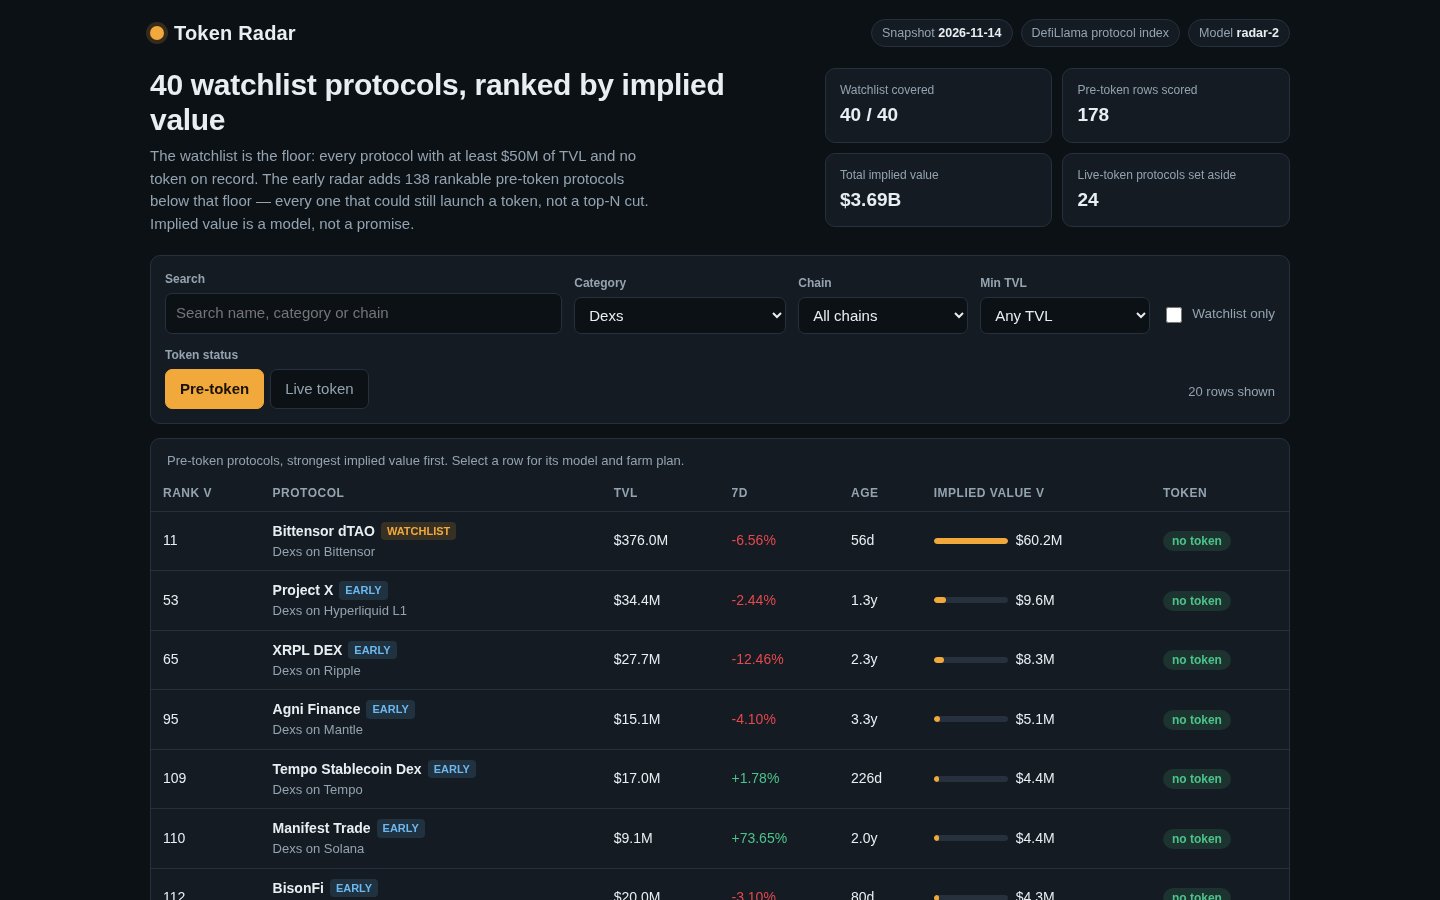 Token Radar
Snapshot 2026-11-14
DefiLlama protocol index
Model radar-2
40 watchlist protocols, ranked by implied
value
The watchlist is the floor: every protocol with at least $50M of TVL and no
token on record. The early radar adds 138 rankable pre-token protocols
below that floor — every one that could still launch a token, not a top-N cut.
Implied value is a model, not a promise.
Watchlist covered
40 / 40
Pre-token rows scored
178
Total implied value
$3.69B
Live-token protocols set aside
24
Search
Search name, category or chain
Category
Dexs
Chain
All chains
Min TVL
Any TVL
Watchlist only
Token status
Pre-token
Live token
20 rows shown
Pre-token protocols, strongest implied value first. Select a row for its model and farm plan.
RANK V PROTOCOL TVL 7D AGE IMPLIED VALUE V TOKEN
11 Bittensor dTAO WATCHLIST $376.0M -6.56% 56d $60.2M no token
Dexs on Bittensor
53 Project X EARLY $34.4M -2.44% 1.3y $9.6M no token
Dexs on Hyperliquid L1
65 XRPL DEX EARLY $27.7M -12.46% 2.3y $8.3M no token
Dexs on Ripple
95 Agni Finance EARLY $15.1M -4.10% 3.3y $5.1M no token
Dexs on Mantle
109 Tempo Stablecoin Dex EARLY $17.0M +1.78% 226d $4.4M no token
Dexs on Tempo
110 Manifest Trade EARLY $9.1M +73.65% 2.0y $4.4M no token
Dexs on Solana
112 BisonFi EARLY $20.0M -3.10% 80d $4.3M no token